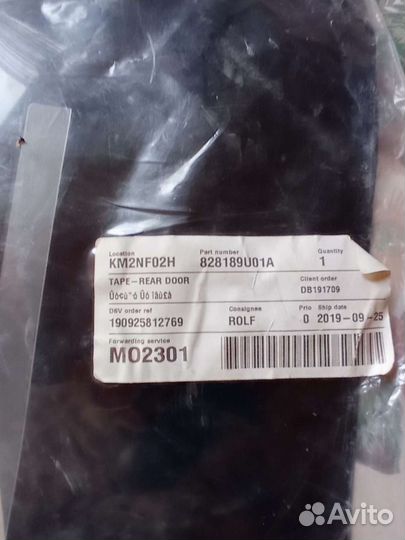 Location Part number Quantity
KM2NF02H 828189U01A 1
TAPE-REAR DOOR Client order
DB191709
DSV order ref Consignee Prio Ship date
190925812769 ROLF 0 2019-09-25
Forwarding service
MO2301
Avito